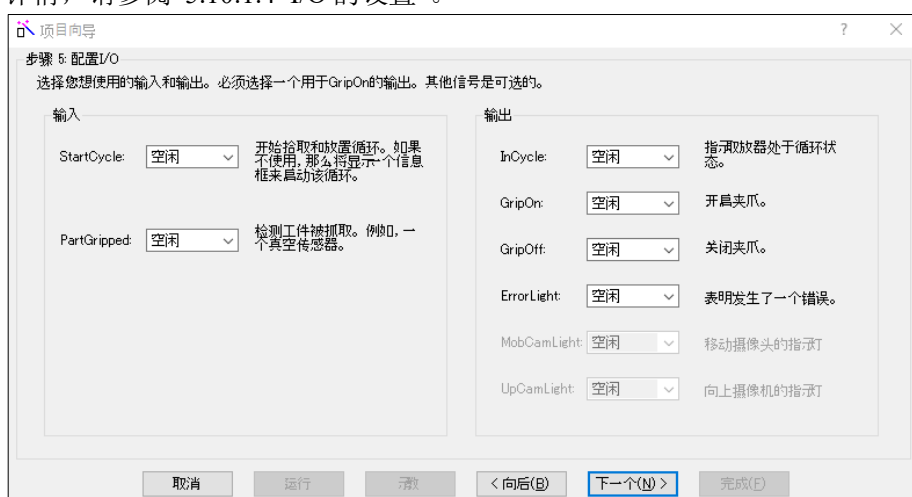 详情，请参阅“5.10.1.4 I/O 的设置”。
项目向导
?
步骤 5: 配置I/O
选择您想使用的输入和输出。必须选择一个用于GripOn的输出。其他信号是可选的。
输入
StartCycle: 空闲
开始拾取和放置循环。如果
不使用, 那么将显示一个信息
框来启动该循环。
PartGripped: 空闲
检测工件被抓取。例如, 一
个真空传感器。
输出
InCycle: 空闲
指示取放器处于循环状
态。
GripOn: 空闲
开启夹爪。
GripOff: 空闲
关闭夹爪。
ErrorLight: 空闲
表明发生了一个错误。
MobCamLight: 空闲
移动摄像头的指示灯
UpCamLight: 空闲
向上摄像机的指示灯
取消
运行
示教
< 向后(B)
下一个(N) >
完成(F)